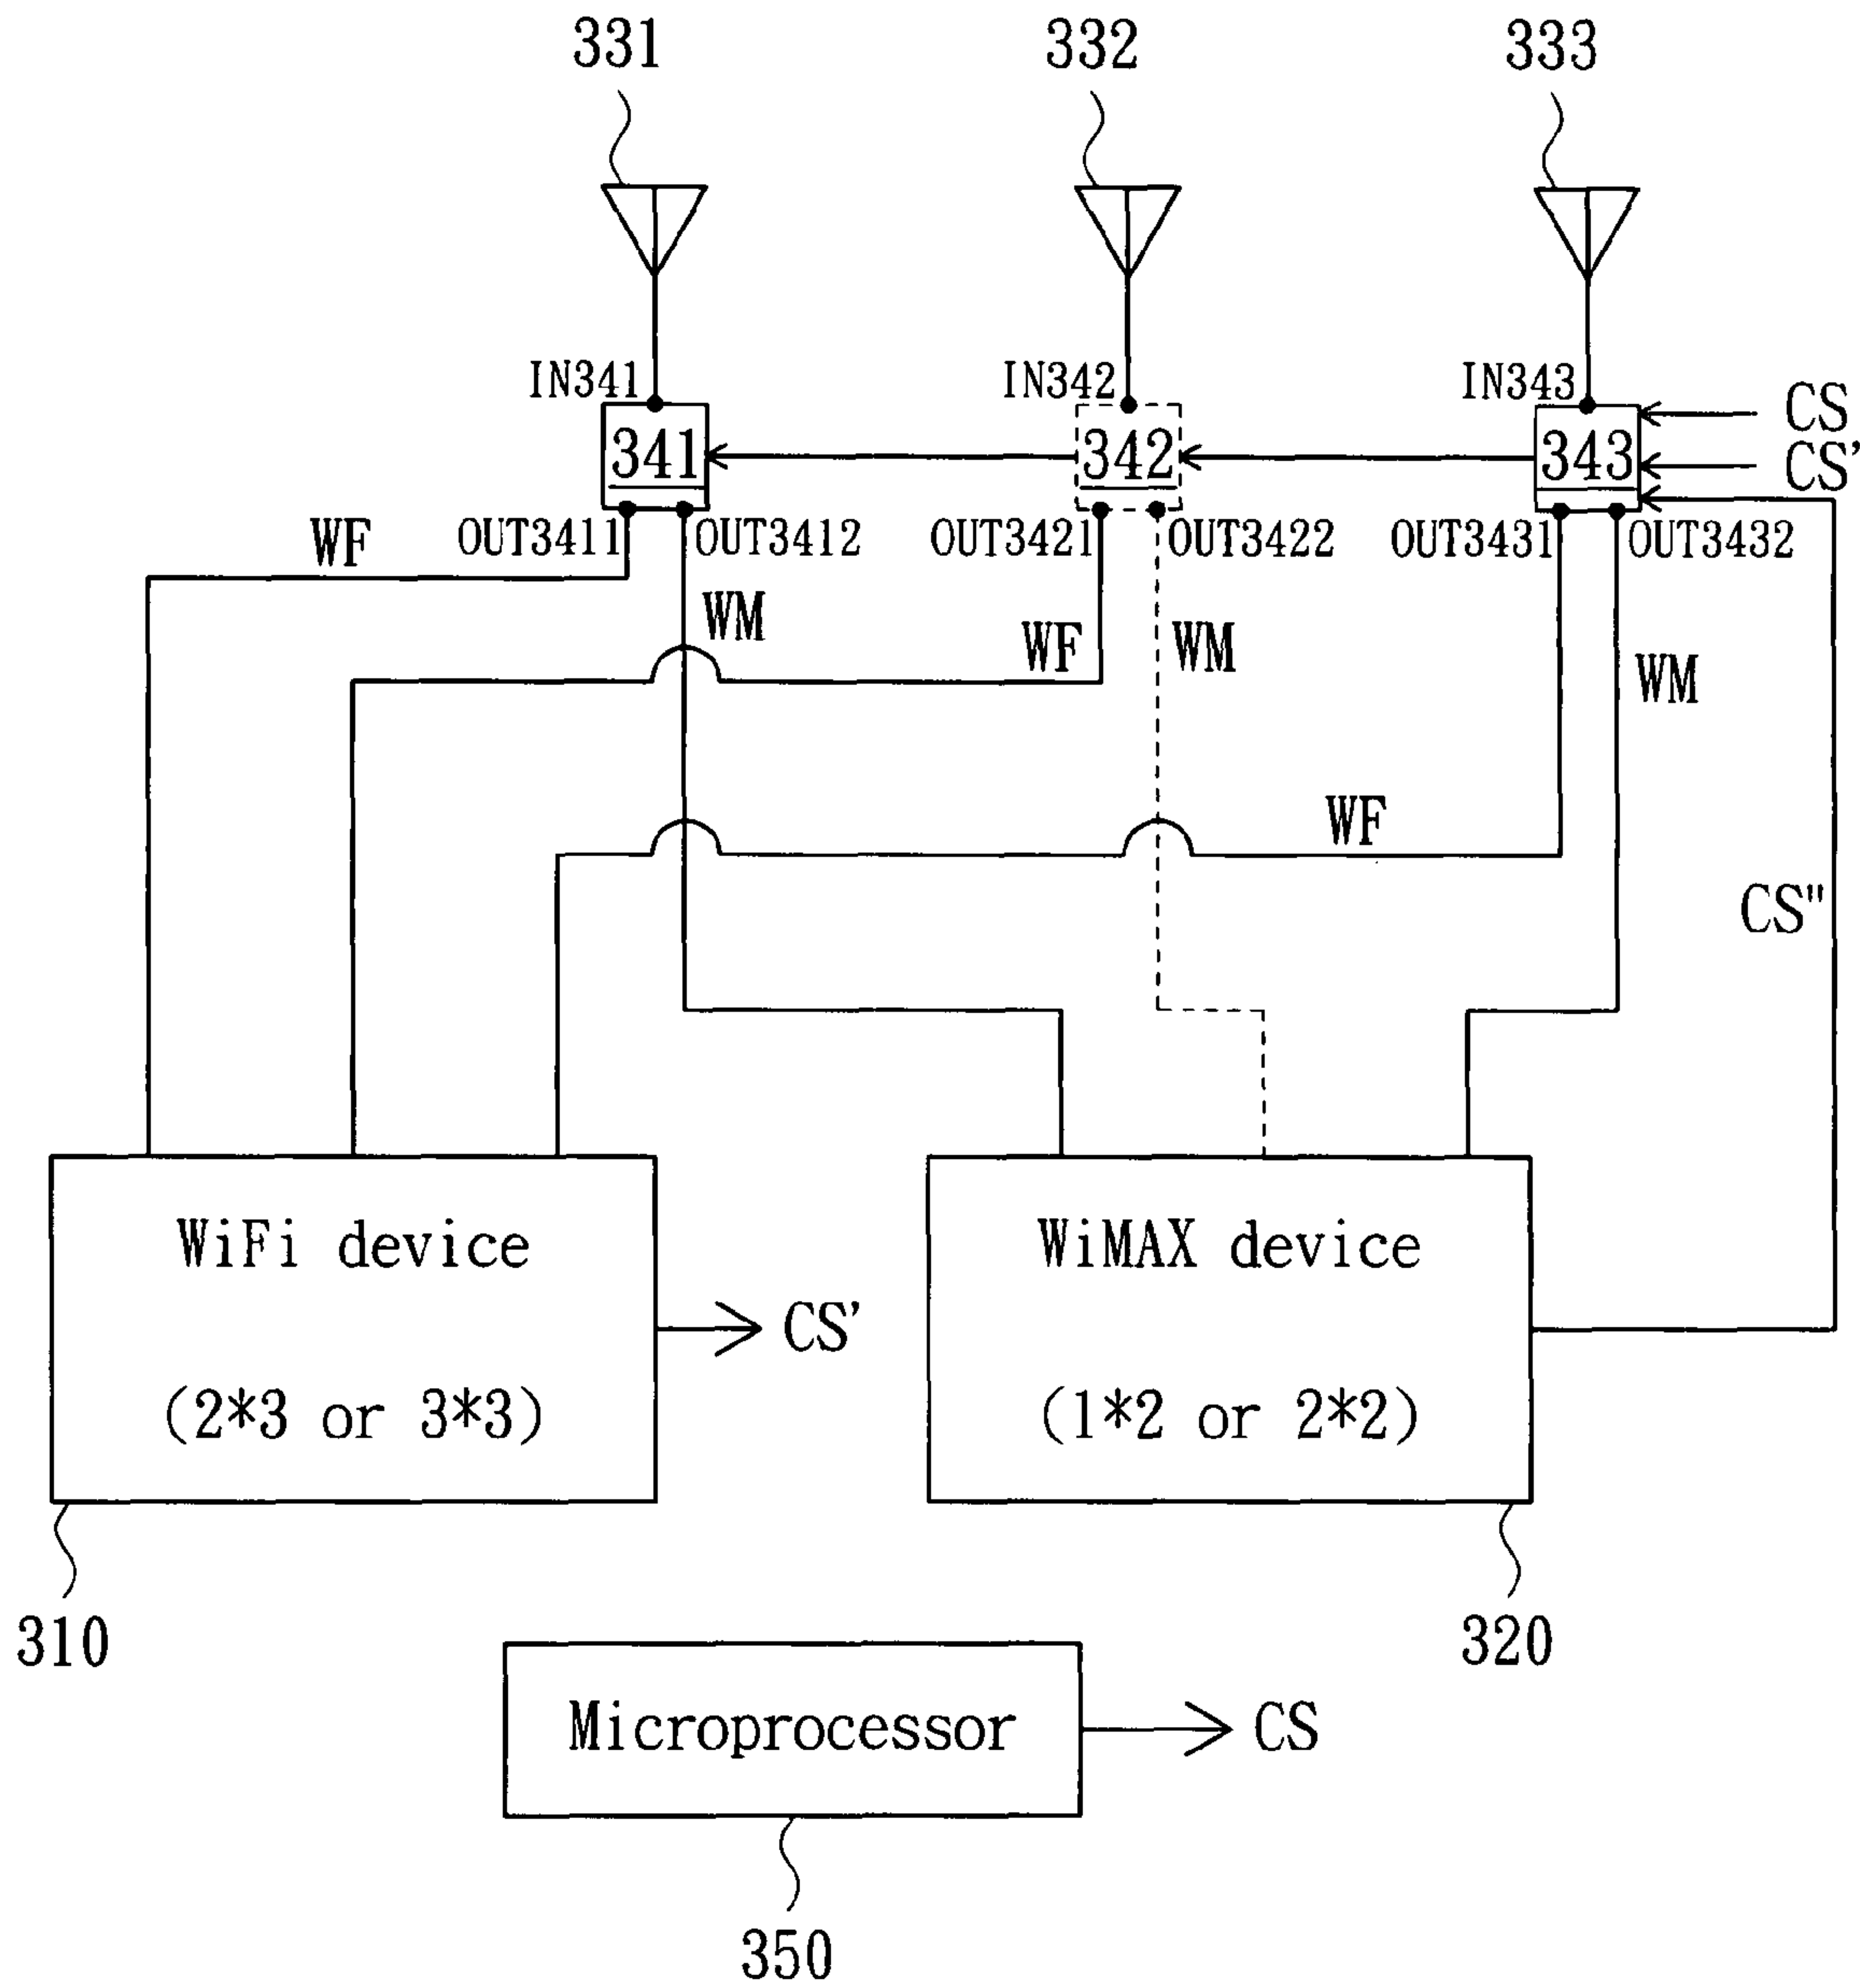 331
332
333
IN341
IN342
IN343
CS
341
342
343
CS'
OUT3411
OUT3412
OUT3421
OUT3422
OUT3431
OUT3432
WF
WM
WF
WM
WM
WF
CS"
WiFi device
(2*3 or 3*3)
CS'
WiMAX device
(1*2 or 2*2)
310
320
Microprocessor
CS
350